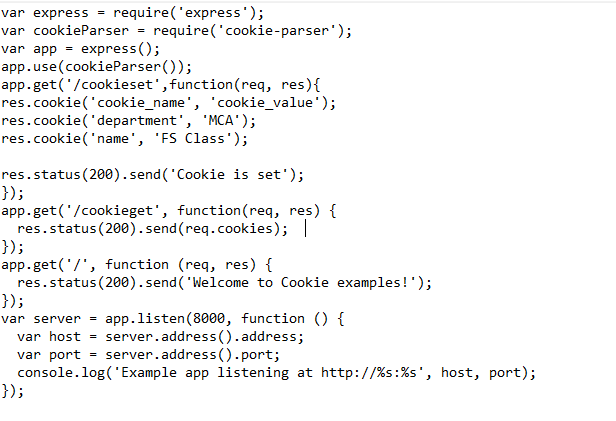 var express = require('express');
var cookieParser = require('cookie-parser');
var app = express();
app.use(cookieParser());
app.get('/cookieset',function(req, res){
res.cookie('cookie_name', 'cookie_value');
res.cookie('department', 'MCA');
res.cookie('name', 'FS Class');

res.status(200).send('Cookie is set');
});
app.get('/cookieget', function(req, res) {
  res.status(200).send(req.cookies);
});
app.get('/', function (req, res) {
  res.status(200).send('Welcome to Cookie examples!');
});
var server = app.listen(8000, function () {
  var host = server.address().address;
  var port = server.address().port;
  console.log('Example app listening at http://%s:%s', host, port);
});